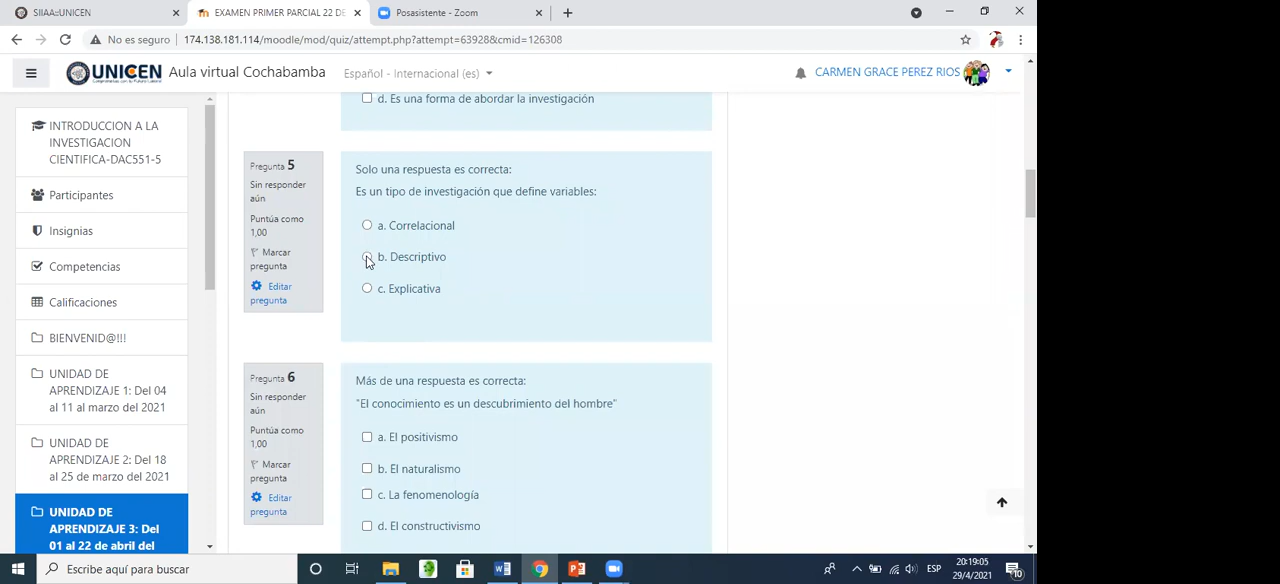 SIIAA::UNICEN
EXAMEN PRIMER PARCIAL 22 DE
Posasistente - Zoom
No es seguro
174.138.181.114/moodle/mod/quiz/attempt.php?attempt=63928&cmid=126308
UNICEN
Aula virtual Cochabamba
Español - Internacional (es)
CARMEN GRACE PEREZ RIOS
INTRODUCCION A LA
INVESTIGACION
CIENTIFICA-DAC551-5
Participantes
Insignias
Competencias
Calificaciones
BIENVENID@!!!
UNIDAD DE
APRENDIZAJE 1: Del 04
al 11 al marzo del 2021
UNIDAD DE
APRENDIZAJE 2: Del 18
al 25 de marzo del 2021
UNIDAD DE
APRENDIZAJE 3: Del
01 al 22 de abril del
d. Es una forma de abordar la investigación
Pregunta 5
Sin responder
aún
Puntúa como
1,00
Marcar
pregunta
Editar
pregunta
Solo una respuesta es correcta:
Es un tipo de investigación que define variables:
a. Correlacional
b. Descriptivo
c. Explicativa
Pregunta 6
Sin responder
aún
Puntúa como
1,00
Marcar
pregunta
Editar
pregunta
Más de una respuesta es correcta:
"El conocimiento es un descubrimiento del hombre"
a. El positivismo
b. El naturalismo
c. La fenomenología
d. El constructivismo
Escribe aquí para buscar
ESP
20:19:05
29/4/2021
10